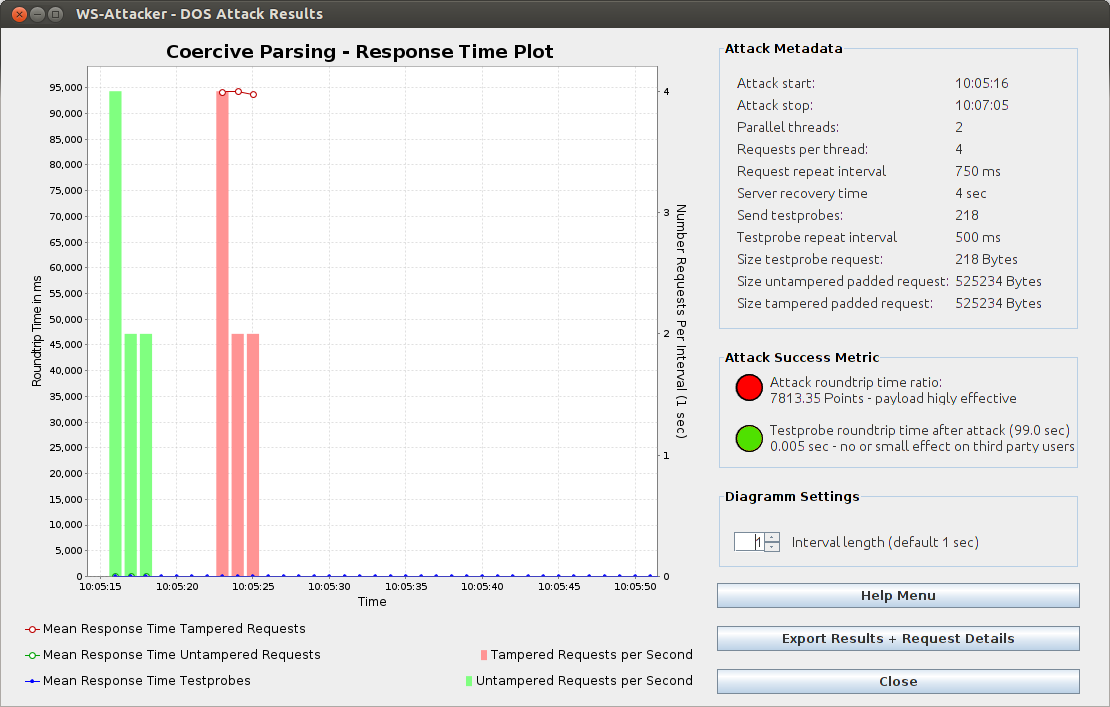 WS-Attacker - DOS Attack Results
Coercive Parsing - Response Time Plot
Roundtrip Time in ms
95,000
90,000
85,000
80,000
75,000
70,000
65,000
60,000
55,000
50,000
45,000
40,000
35,000
30,000
25,000
20,000
15,000
10,000
5,000
0
4
3
2
1
0
Number Requests Per Interval (1 sec)
10:05:15 10:05:20 10:05:25 10:05:30 10:05:35 10:05:40 10:05:45 10:05:50
Time
Mean Response Time Tampered Requests
Mean Response Time Untampered Requests
Mean Response Time Testprobes
Tampered Requests per Second
Untampered Requests per Second
Attack Metadata
Attack start: 10:05:16
Attack stop: 10:07:05
Parallel threads: 2
Requests per thread: 4
Request repeat interval 750 ms
Server recovery time 4 sec
Send testprobes: 218
Testprobe repeat interval 500 ms
Size testprobe request: 218 Bytes
Size untampered padded request: 525234 Bytes
Size tampered padded request: 525234 Bytes
Attack Success Metric
Attack roundtrip time ratio:
7813.35 Points - payload higly effective
Testprobe roundtrip time after attack (99.0 sec)
0.005 sec - no or small effect on third party users
Diagramm Settings
1 Interval length (default 1 sec)
Help Menu
Export Results + Request Details
Close